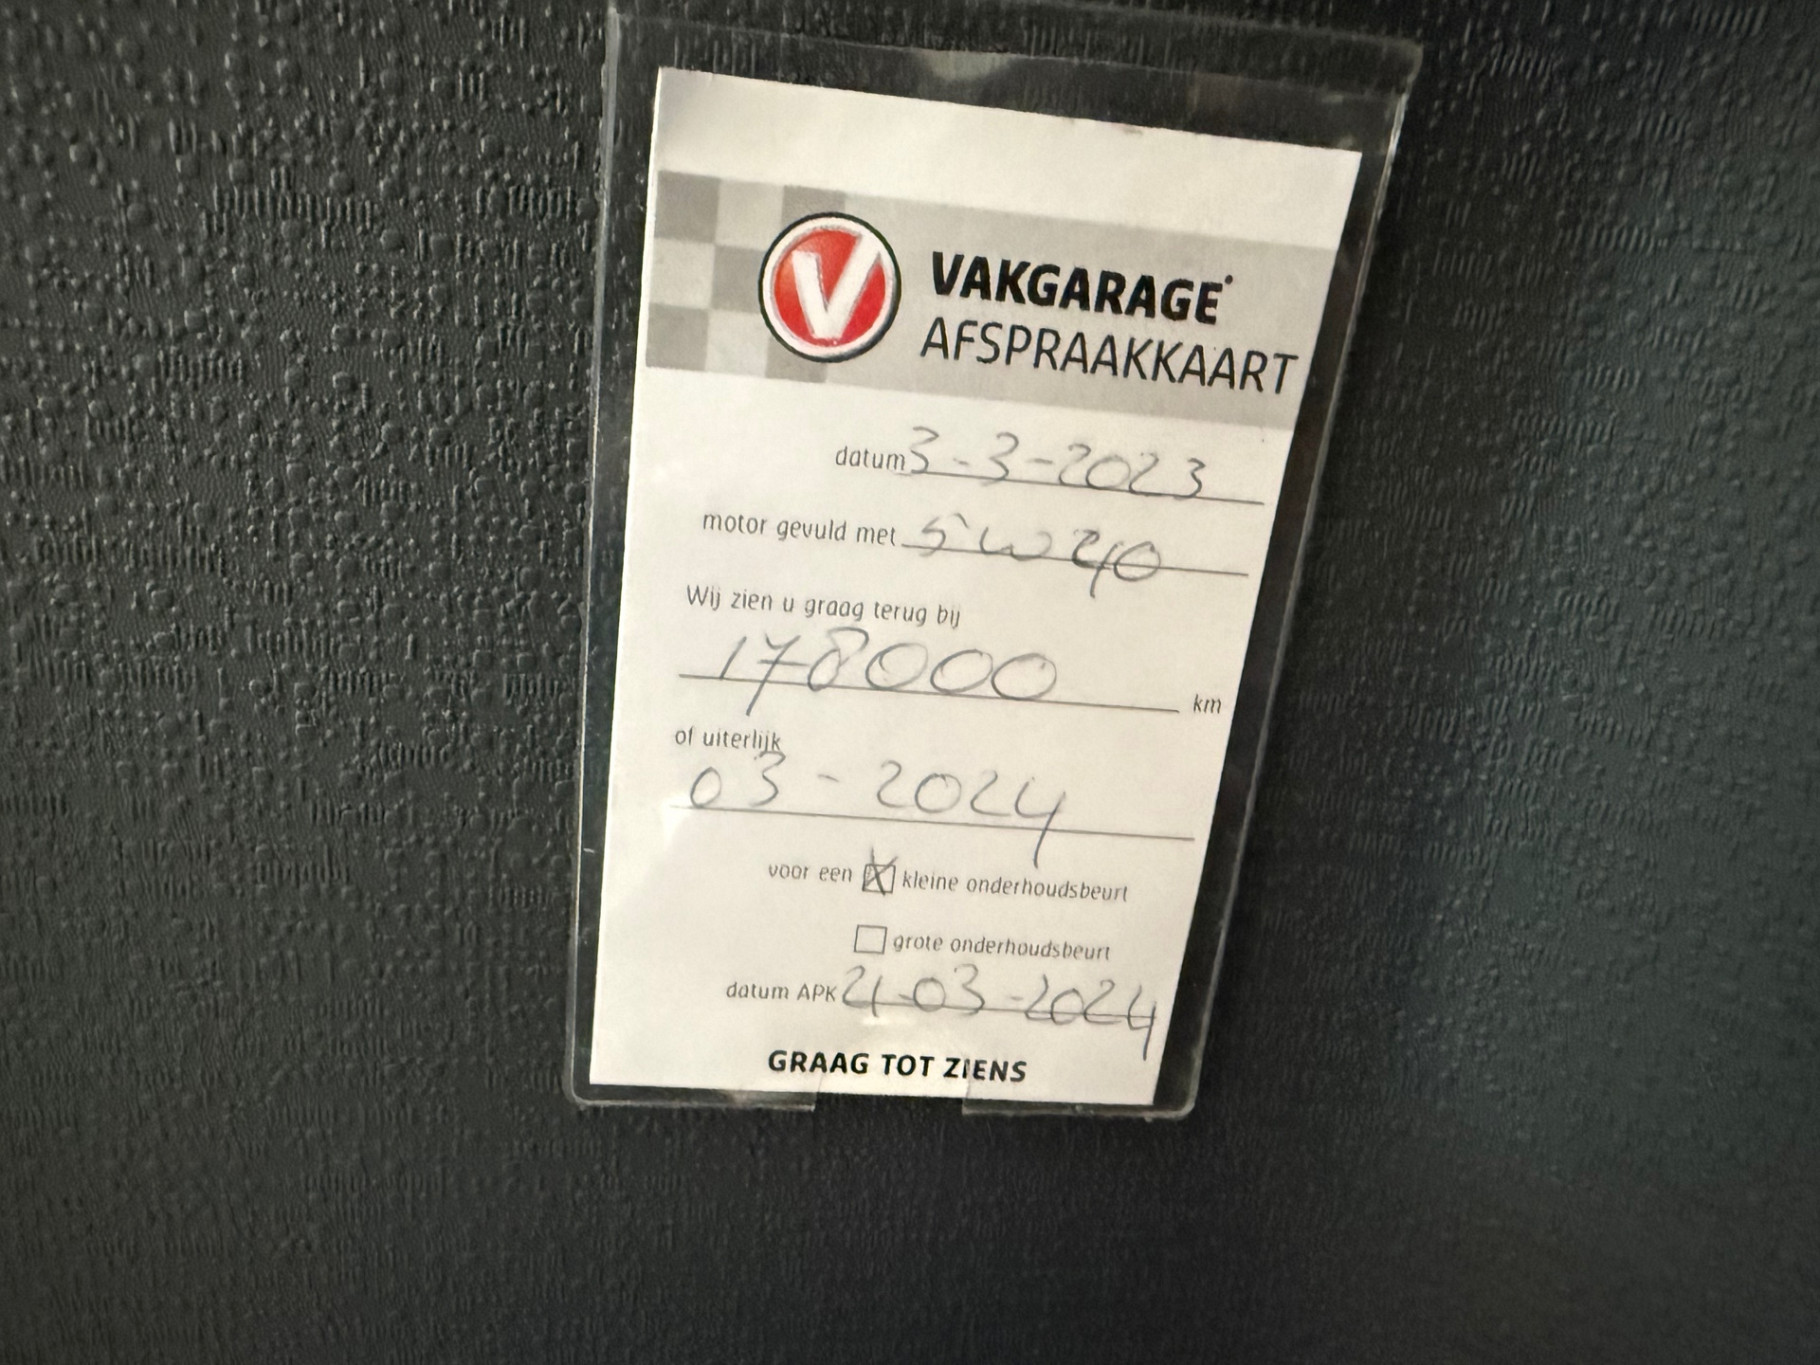 VAKGARAGE
AFSPRAAKKAART
datum 3-3-2023
motor gevuld met 5W40
Wij zien u graag terug bij
178000 km
of uiterlijk
03-2024
voor een kleine onderhoudsbeurt
grote onderhoudsbeurt
datum APK 21-03-2024
GRAAG TOT ZIENS